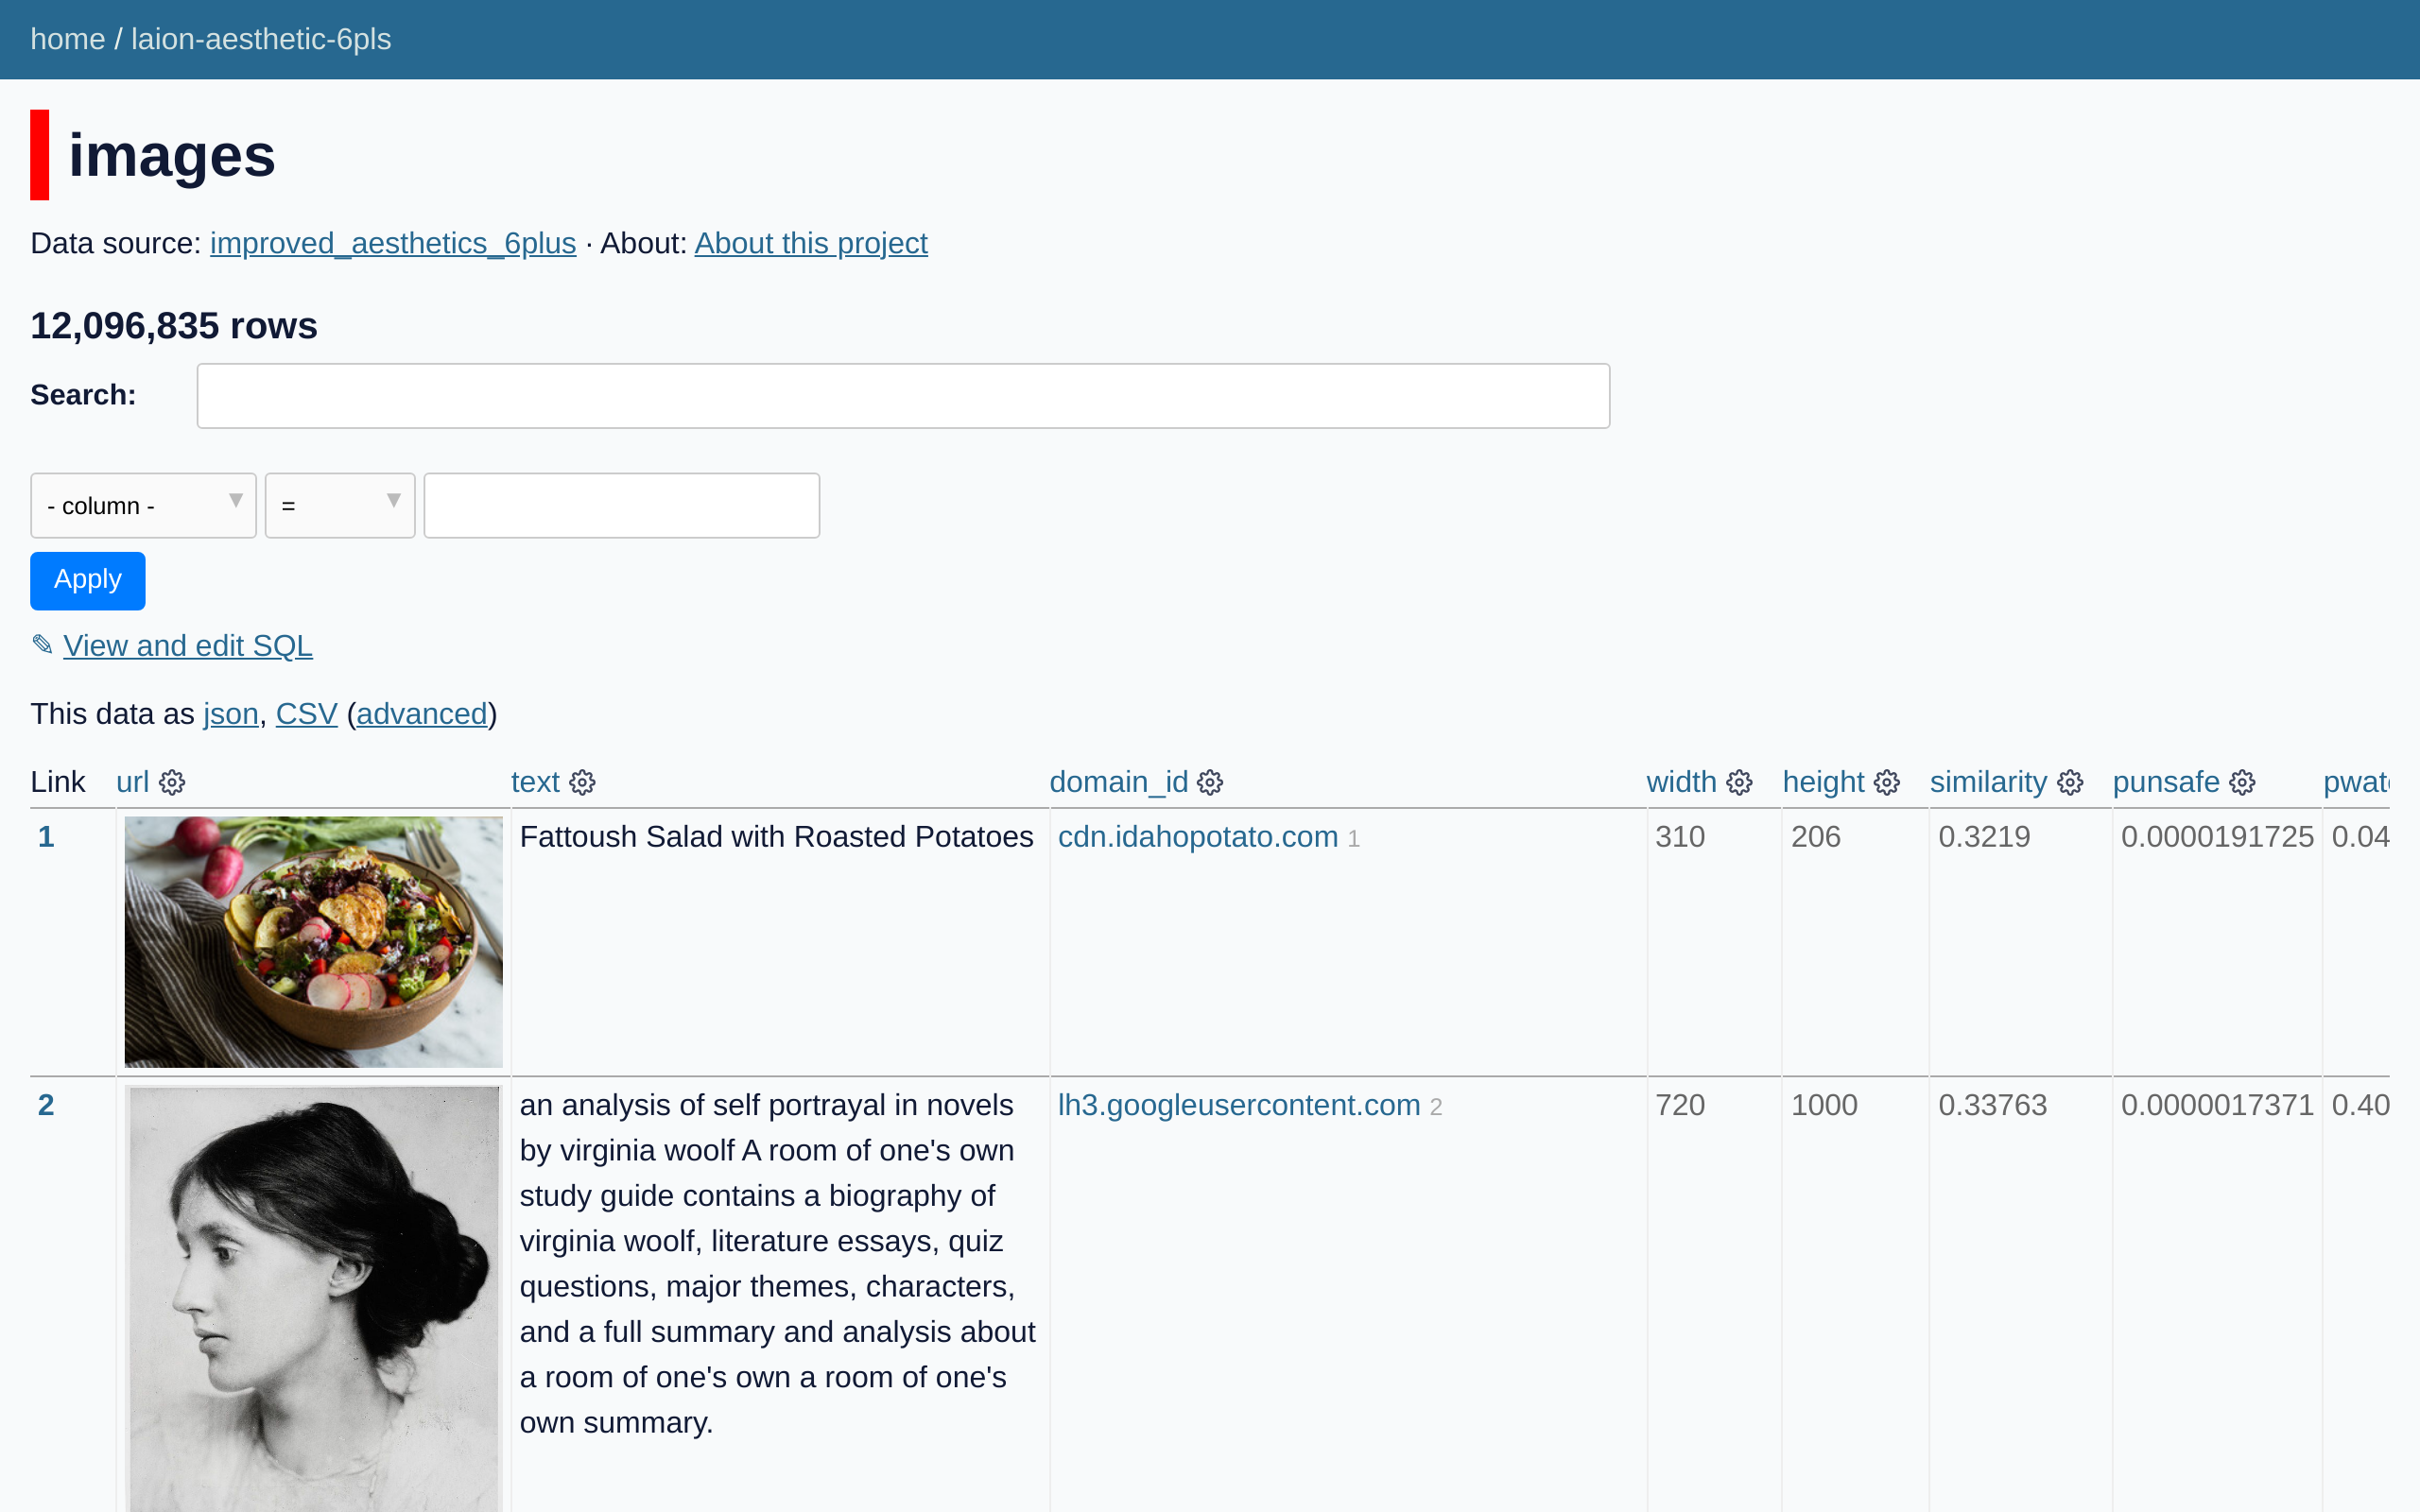 home / laion-aesthetic-6pls
images
Data source: improved_aesthetics_6plus · About: About this project
12,096,835 rows
Search:
- column - ▼ = ▼
Apply
✎ View and edit SQL
This data as json, CSV (advanced)
Link url text domain_id width height similarity punsafe
1 Fattoush Salad with Roasted Potatoes cdn.idahopotato.com 1 310 206 0.3219 0.0000191725 0.04
2 an analysis of self portrayal in novels lh3.googleusercontent.com 2 720 1000 0.33763 0.0000017371 0.40
by virginia woolf A room of one's own
study guide contains a biography of
virginia woolf, literature essays, quiz
questions, major themes, characters,
and a full summary and analysis about
a room of one's own a room of one's
own summary.